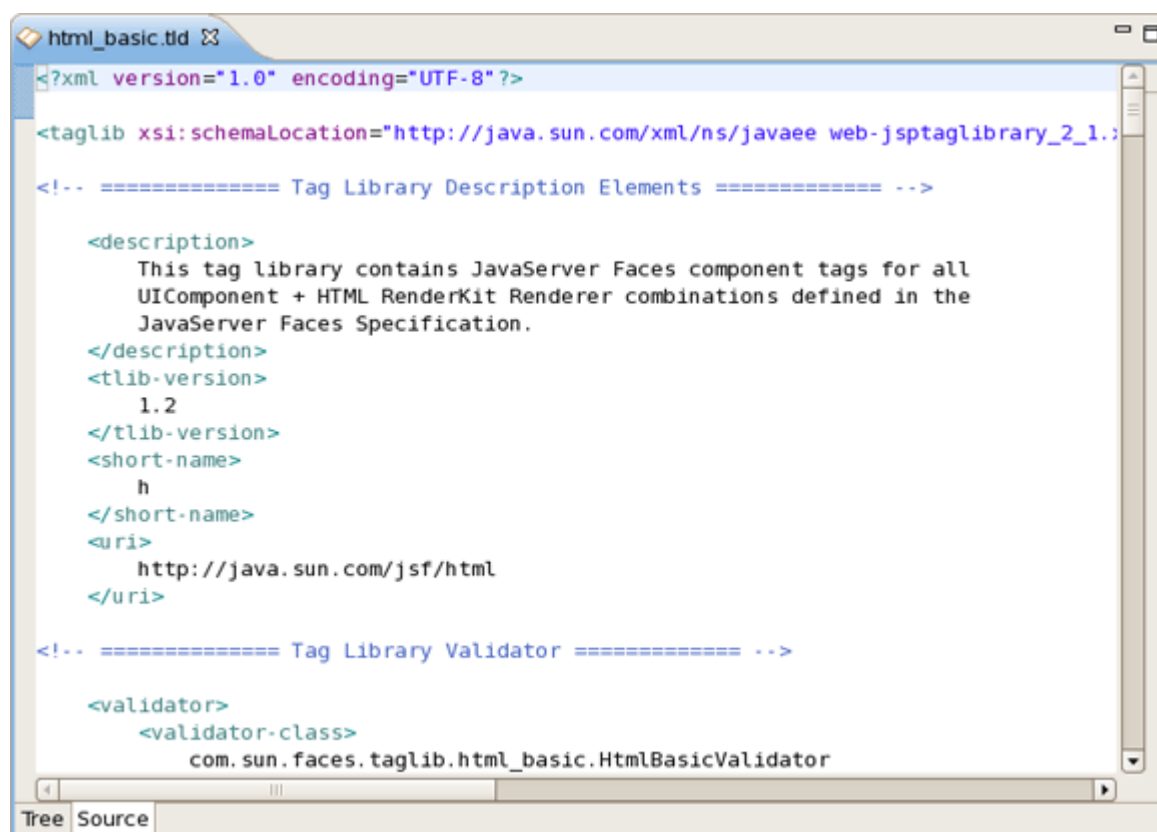 html_basic.tld
<?xml version="1.0" encoding="UTF-8"?>
<taglib xsi:schemaLocation="http://java.sun.com/xml/ns/javaee web-jsptaglibrary_2_1.
<!-- ============== Tag Library Description Elements ============= -->
<description>
This tag library contains JavaServer Faces component tags for all
UIComponent + HTML RenderKit Renderer combinations defined in the
JavaServer Faces Specification.
</description>
<tlib-version>
1.2
</tlib-version>
<short-name>
h
</short-name>
<uri>
http://java.sun.com/jsf/html
</uri>
<!-- ============== Tag Library Validator ============= -->
<validator>
<validator-class>
com.sun.faces.taglib.html_basic.HtmlBasicValidator
Tree Source